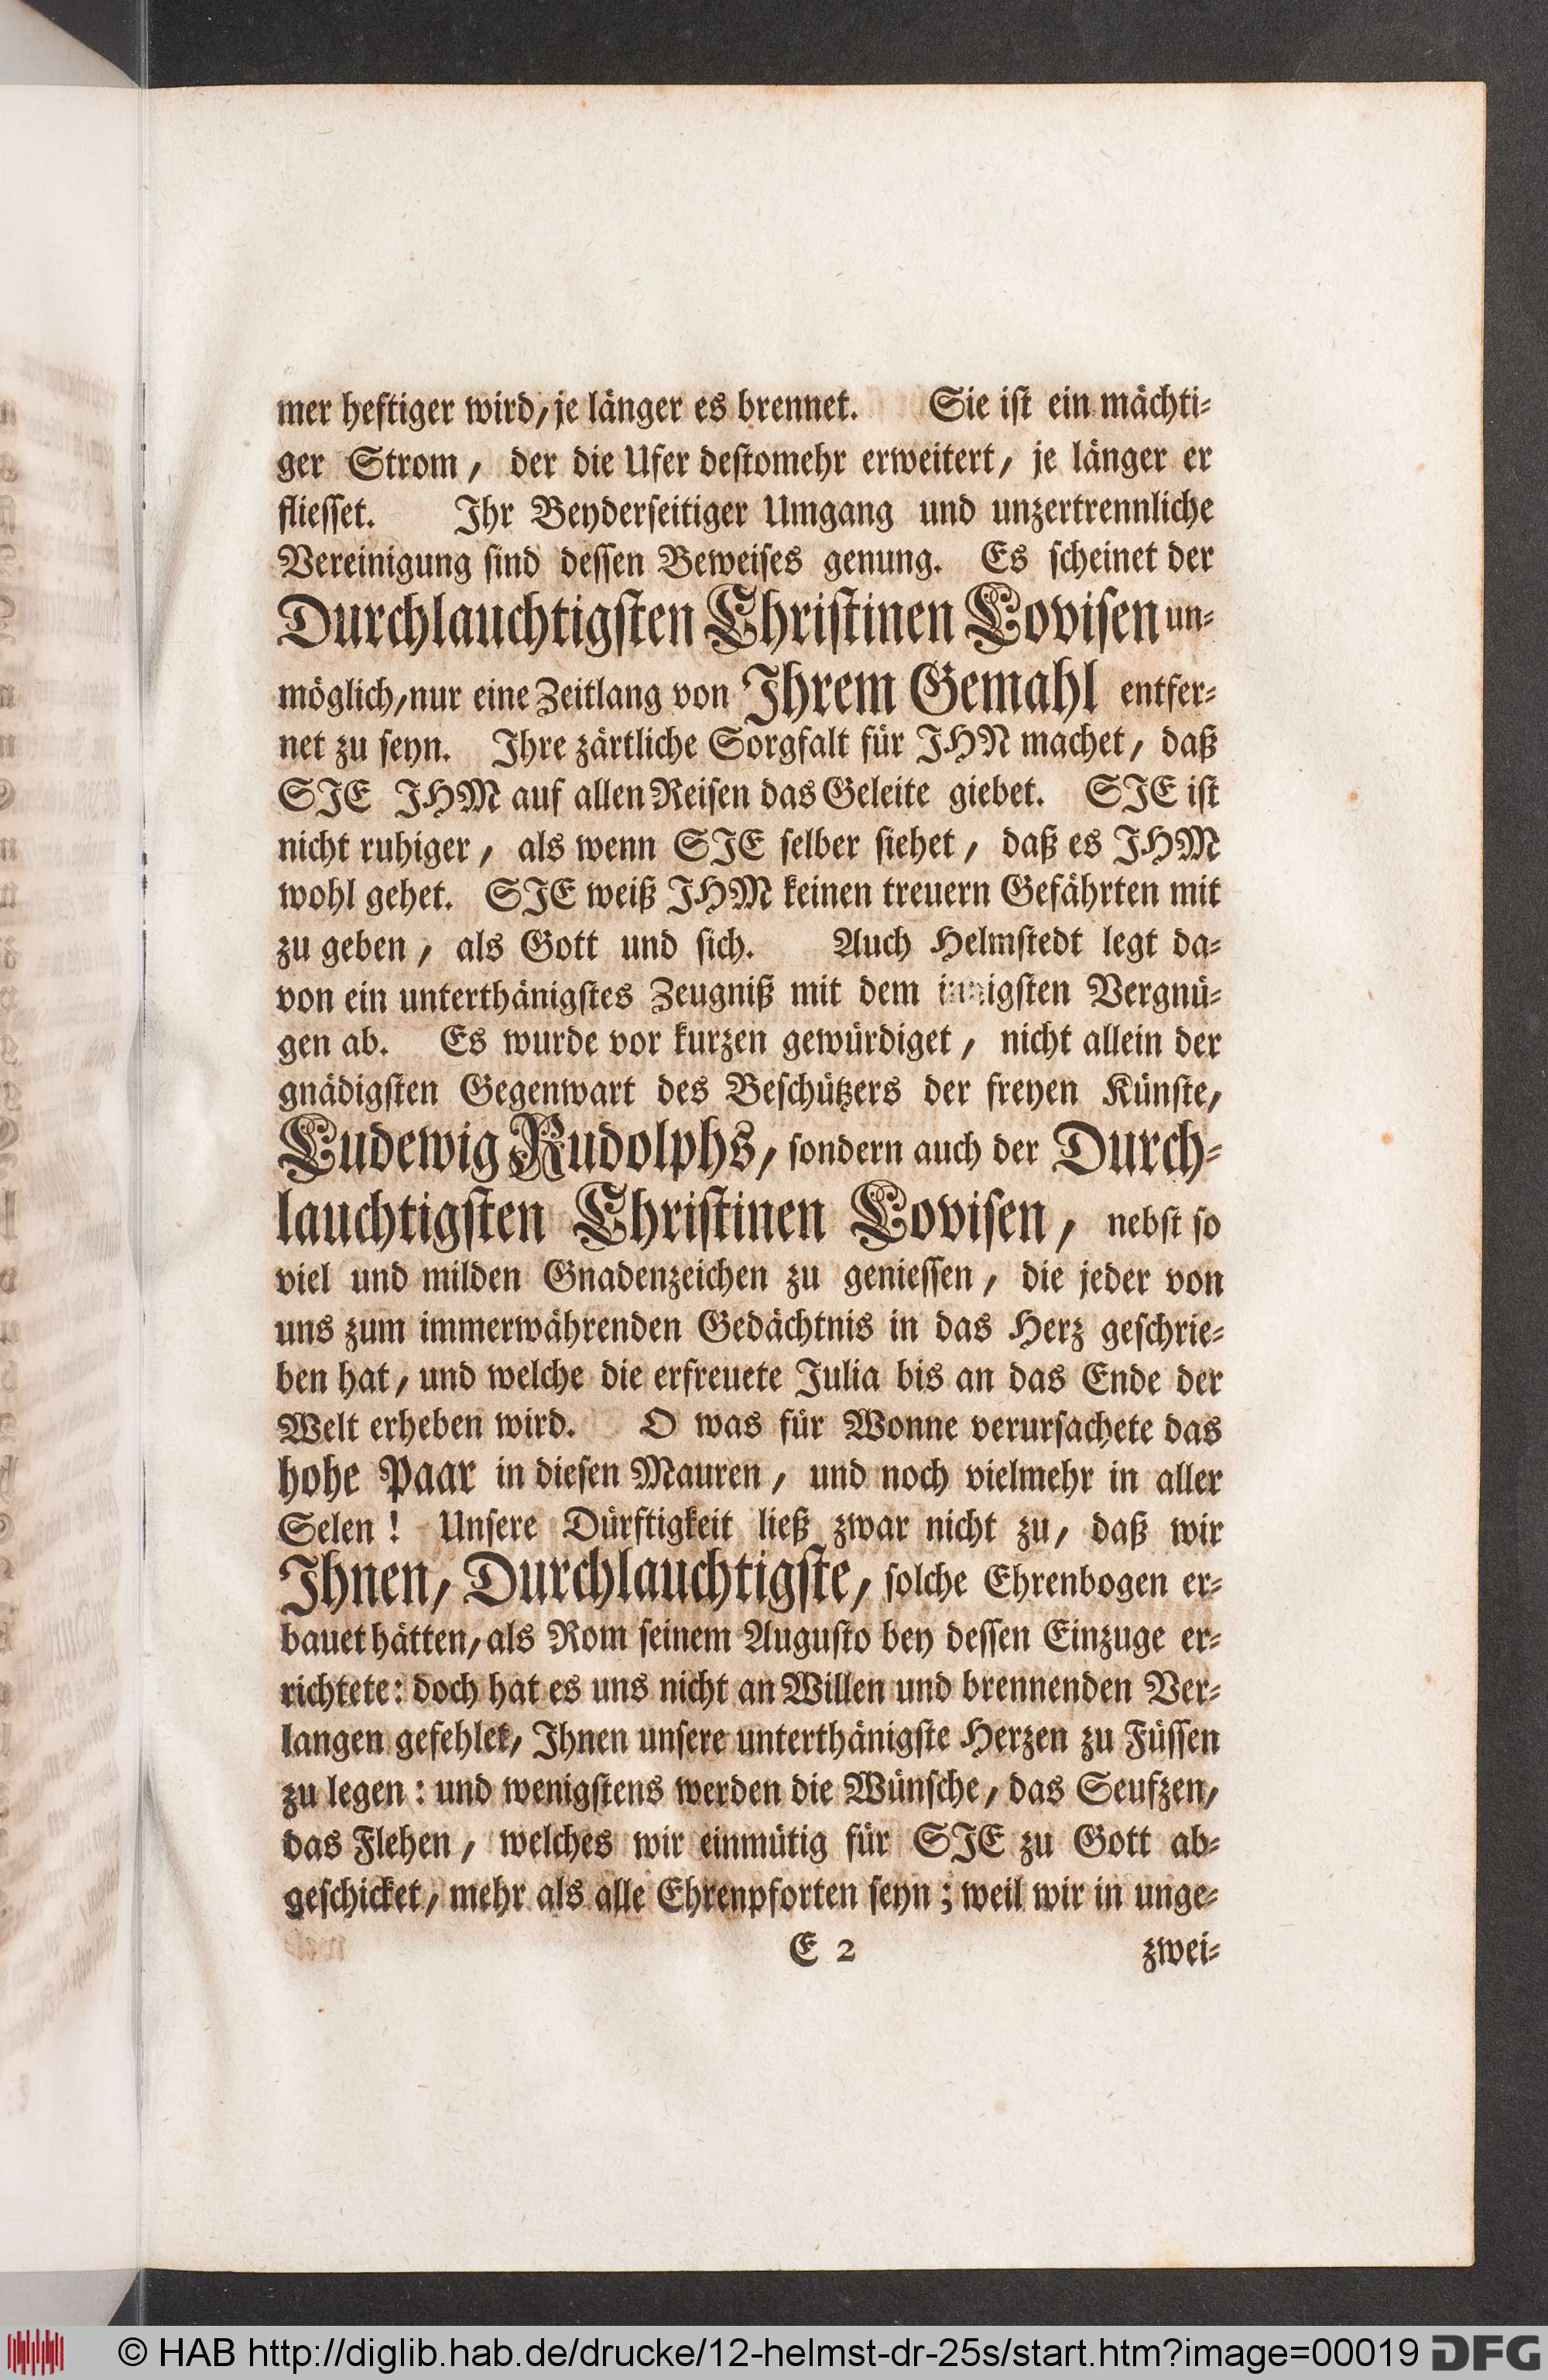 mer heftiger wird, je länger es brennet. Sie ist ein mächti-
ger Strom, der die Ufer destomehr erweitert, je länger er
fliesset. Ihr Beyderseitiger Umgang und unzertrennliche
Vereinigung sind dessen Beweises genung. Es scheinet der
Durchlauchtigsten Christinen Lovisen un-
möglich, nur eine Zeitlang von Ihrem Gemahl entfer-
net zu seyn. Ihre zärtliche Sorgfalt für IHN machet, daß
SIE IHM auf allen Reisen das Geleite giebet. SIE ist
nicht ruhiger, als wenn SIE selber siehet, daß es IHM
wohl gehet. SIE weiß IHM keinen treuern Gefährten mit
zu geben, als Gott und sich. Auch Helmstedt legt da-
von ein unterthänigstes Zeugniß mit dem innigsten Vergnü-
gen ab. Es wurde vor kurzen gewürdiget, nicht allein der
gnädigsten Gegenwart des Beschützers der freyen Künste,
Ludewig Rudolphs, sondern auch der Durch-
lauchtigsten Christinen Lovisen, nebst so
viel und milden Gnadenzeichen zu geniessen, die jeder von
uns zum immerwährenden Gedächtnis in das Herz geschrie-
ben hat, und welche die erfreuete Julia bis an das Ende der
Welt erheben wird. O was für Wonne verursachete das
hohe Paar in diesen Mauren, und noch vielmehr in aller
Selen! Unsere Dürftigkeit ließ zwar nicht zu, daß wir
Ihnen, Durchlauchtigste, solche Ehrenbogen er-
bauet hätten, als Rom seinem Augusto bey dessen Einzuge er-
richtete: doch hat es uns nicht an Willen und brennenden Ver-
langen gefehlet, Ihnen unsere unterthänigste Herzen zu Füssen
zu legen: und wenigstens werden die Wünsche, das Seufzen,
das Flehen, welches wir einmütig für SIE zu Gott ab-
geschicket, mehr als alle Ehrenpforten seyn; weil wir in unge-
E 2 zwei-
© HAB http://diglib.hab.de/drucke/12-helmst-dr-25s/start.htm?image=00019 DFG